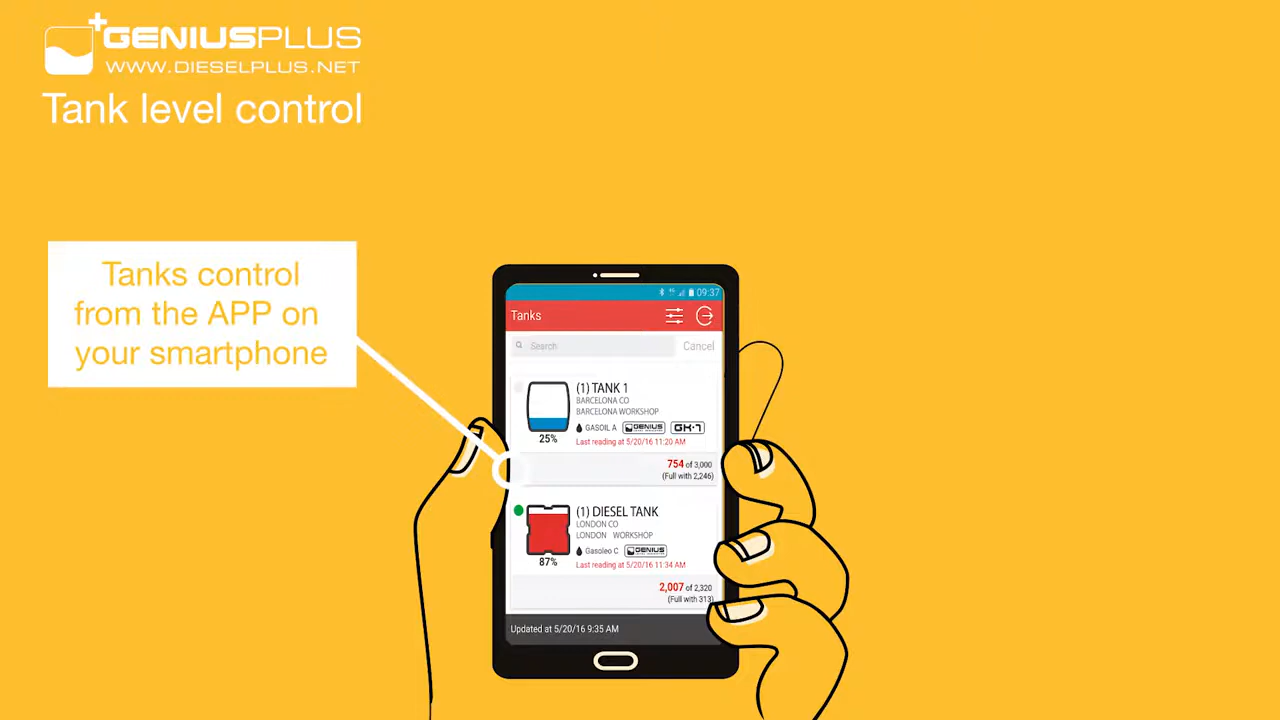 GENIUSPLUS
WWW.DIESELPLUS.NET
Tank level control
Tanks control
from the APP on
your smartphone
09:37
Tanks
Search Cancel
(1) TANK 1
BARCELONA CO
BARCELONA WORKSHOP
GASOIL A GENIUS GK-7
25%
Last reading at 5/20/16 11:20 AM
754 of 3,000
(Full with 2,246)
(1) DIESEL TANK
LONDON CO
LONDON WORKSHOP
Gasoleo C GENIUS
87%
Last reading at 5/20/16 11:34 AM
2,007 of 2,320
(Full with 313)
Updated at 5/20/16 9:35 AM